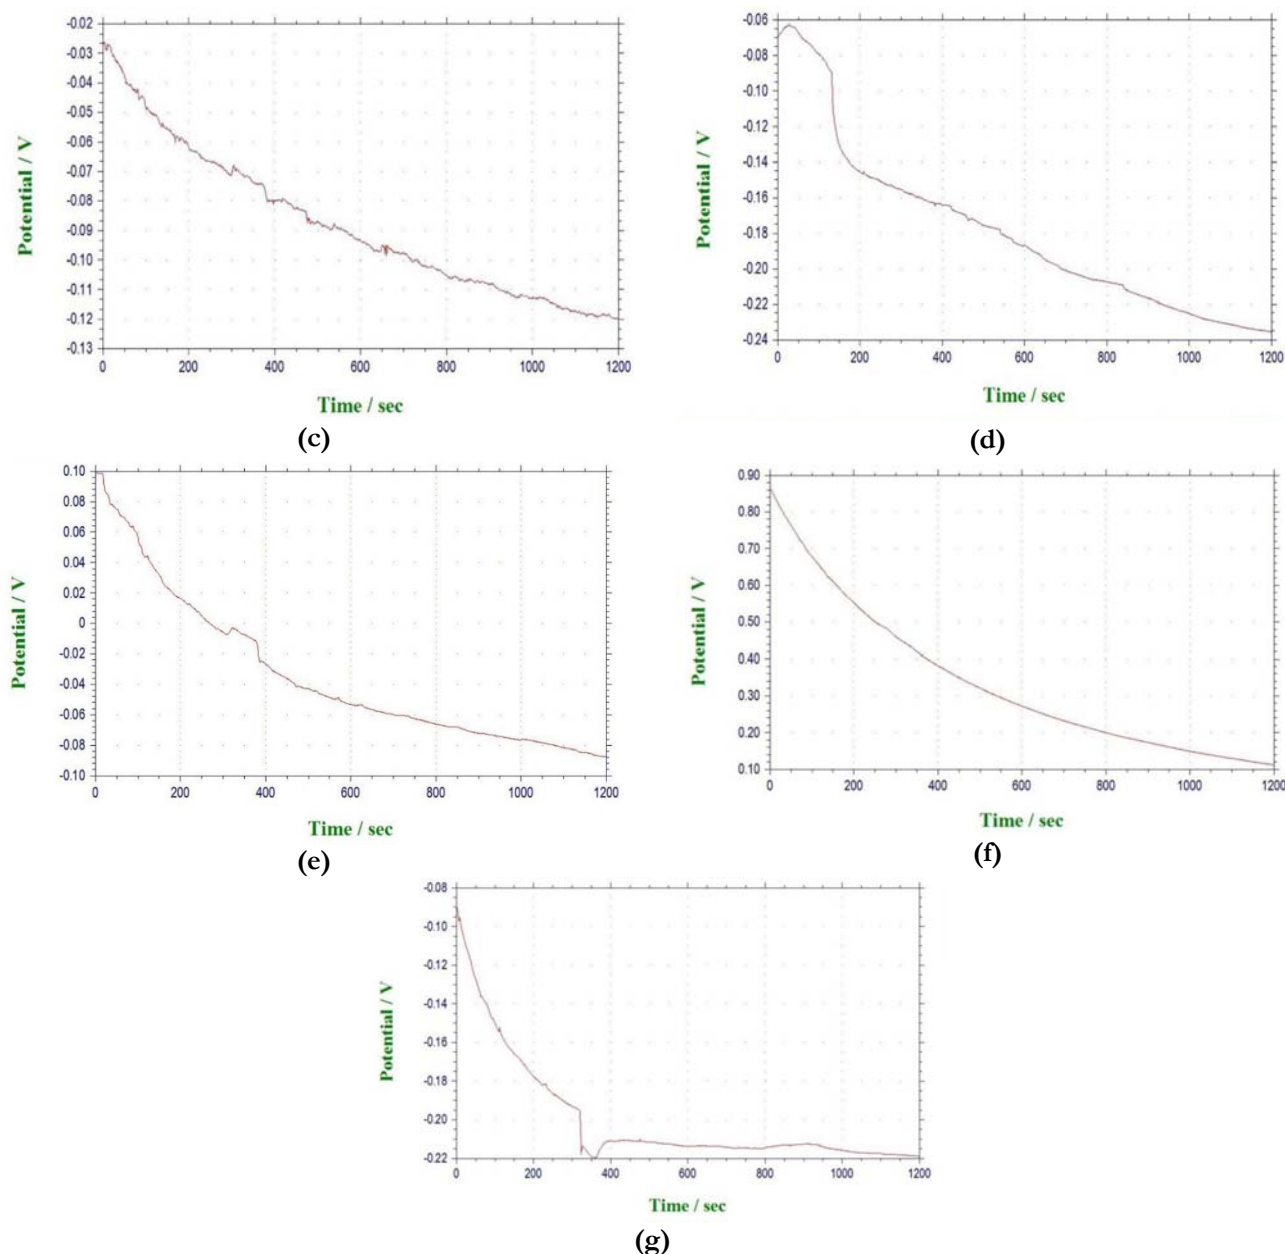 -0.02
-0.03
-0.04
-0.05
-0.06
-0.07
-0.08
-0.09
-0.10
-0.11
-0.12
-0.13
Potential / V
0 200 400 600 800 1000 1200
Time / sec
(c)
-0.06
-0.08
-0.10
-0.12
-0.14
-0.16
-0.18
-0.20
-0.22
-0.24
Potential / V
0 200 400 600 800 1000 1200
Time / sec
(d)
0.10
0.08
0.06
0.04
0.02
0
-0.02
-0.04
-0.06
-0.08
-0.10
Potential / V
0 200 400 600 800 1000 1200
Time / sec
(e)
0.90
0.80
0.70
0.60
0.50
0.40
0.30
0.20
0.10
Potential / V
0 200 400 600 800 1000 1200
Time / sec
(f)
-0.08
-0.10
-0.12
-0.14
-0.16
-0.18
-0.20
-0.22
Potential / V
0 200 400 600 800 1000 1200
Time / sec
(g)